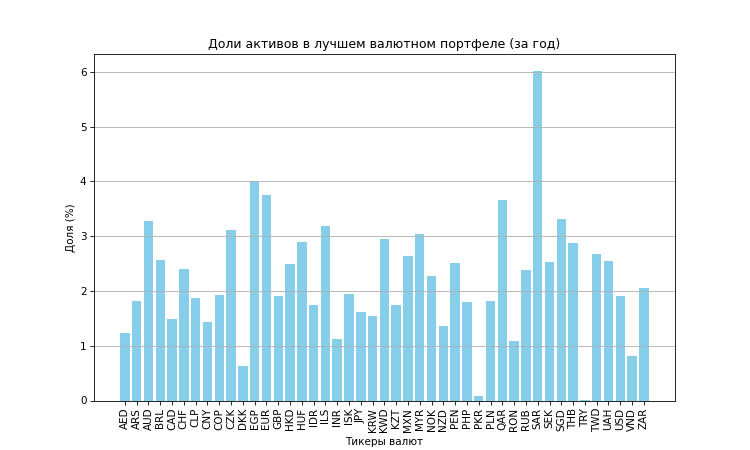 Доли активов в лучшем валютном портфеле (за год)
Доля (%)
6
5
4
3
2
1
0
AED ARS AUD BRL CAD CHF CLP CNY COP CZK DKK EGP EUR GBP HKD HUF IDR ILS INR ISK JPY KRW KWD KZT MXN MYR NOK NZD PEN PHP PKR PLN QAR RON RUB SAR SEK SGD THB TRY TWD UAH USD VND ZAR
Тикеры валют